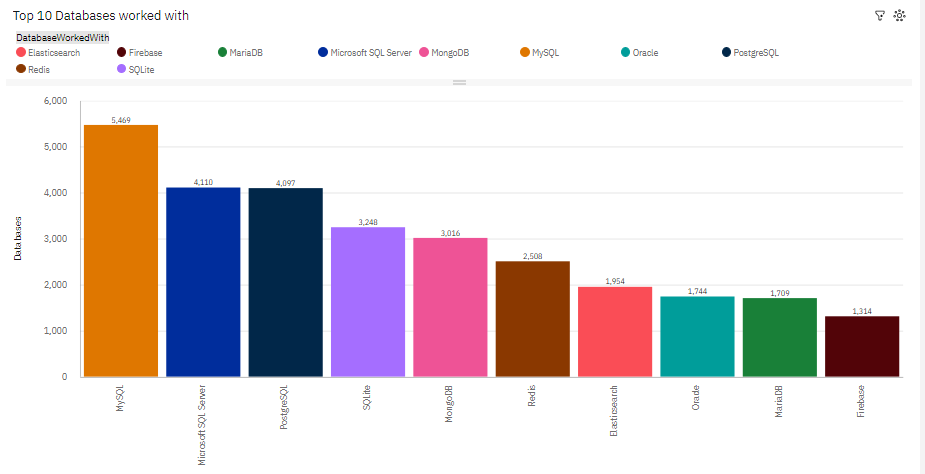 Top 10 Databases worked with
DatabaseWorkedWith
Elasticsearch Firebase MariaDB Microsoft SQL Server MongoDB MySQL Oracle PostgreSQL
Redis SQLite
6,000
5,000
4,000
3,000
2,000
1,000
0
Databases
5,469
4,110
4,097
3,248
3,016
2,508
1,954
1,744
1,709
1,314
MySQL
Microsoft SQL Server
PostgreSQL
SQLite
MongoDB
Redis
Elasticsearch
Oracle
MariaDB
Firebase